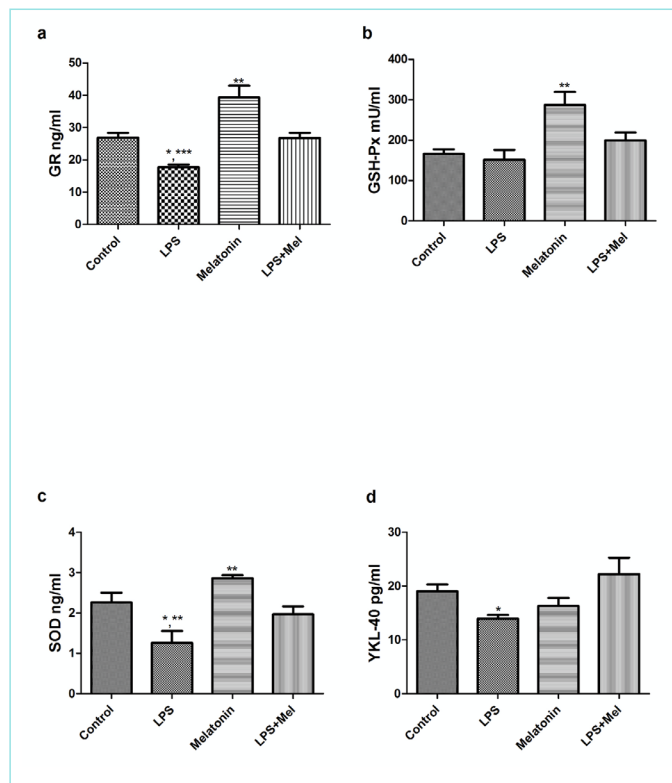 a
GR ng/ml
50
40
30
20
10
0
*,***
**
Control
LPS
Melatonin
LPS+Mel
b
GSH-Px mU/ml
400
300
200
100
0
**
Control
LPS
Melatonin
LPS+Mel
c
SOD ng/ml
4
3
2
1
0
*,**
**
Control
LPS
Melatonin
LPS+Mel
d
YKL-40 pg/ml
30
20
10
0
*
Control
LPS
Melatonin
LPS+Mel